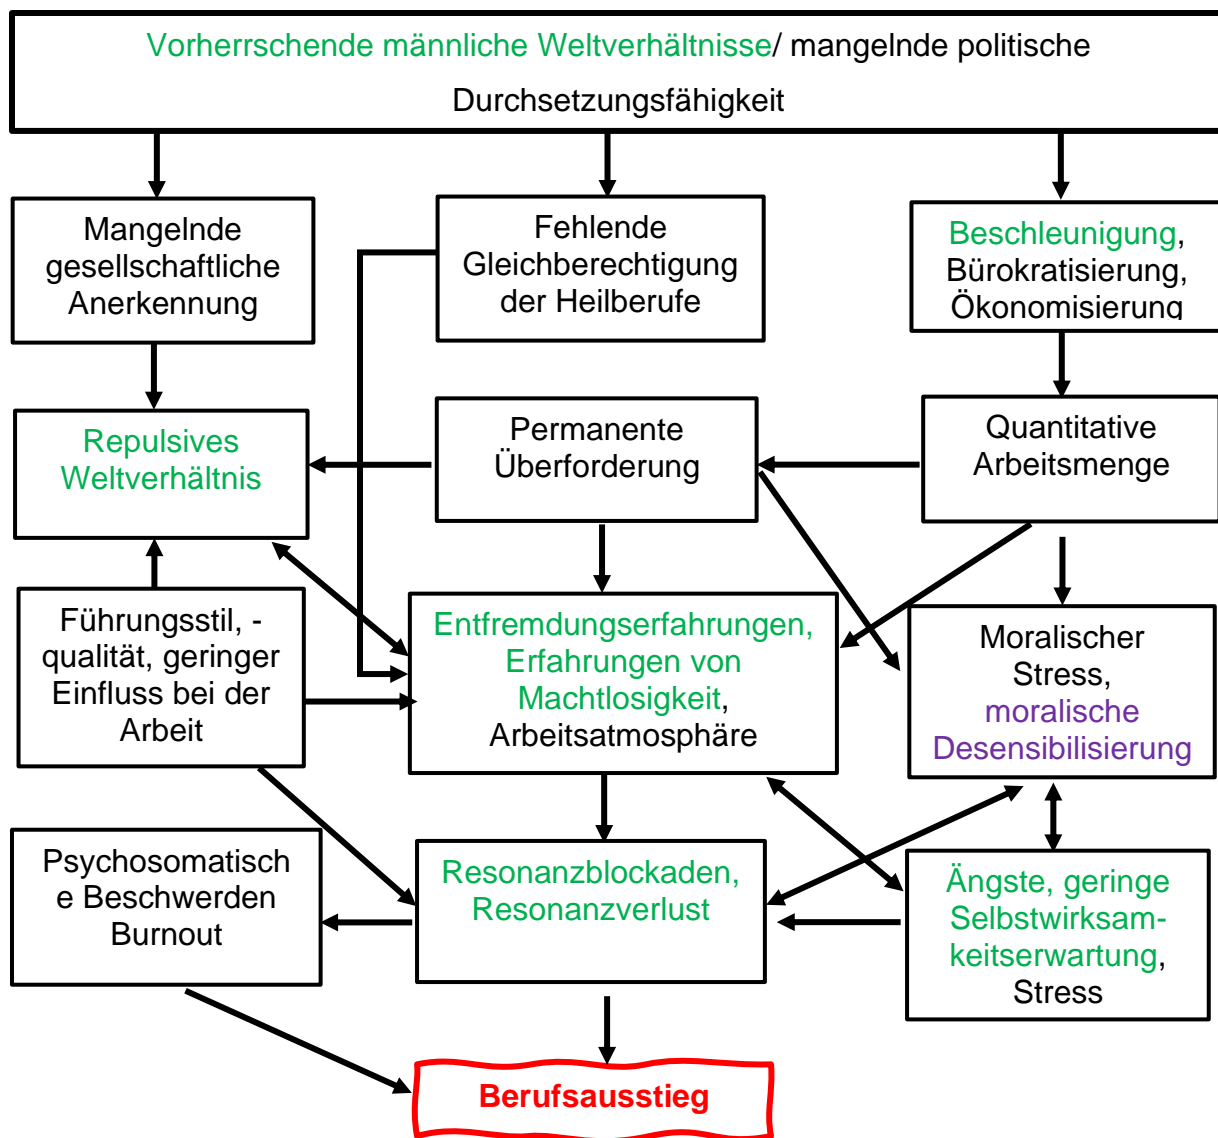 Vorherrschende männliche Weltverhältnisse/ mangelnde politische
Durchsetzungsfähigkeit
Mangelnde
gesellschaftliche
Anerkennung
Fehlende
Gleichberechtigung
der Heilberufe
Beschleunigung,
Bürokratisierung,
Ökonomisierung
Repulsives
Weltverhältnis
Permanente
Überforderung
Quantitative
Arbeitsmenge
Führungsstil, -
qualität, geringer
Einfluss bei der
Arbeit
Entfremdungserfahrungen,
Erfahrungen von
Machtlosigkeit,
Arbeitsatmosphäre
Moralischer
Stress,
moralische
Desensibilisierung
Psychosomatisch
e Beschwerden
Burnout
Resonanzblockaden,
Resonanzverlust
Ängste, geringe
Selbstwirksam-
keitserwartung,
Stress
Berufsausstieg